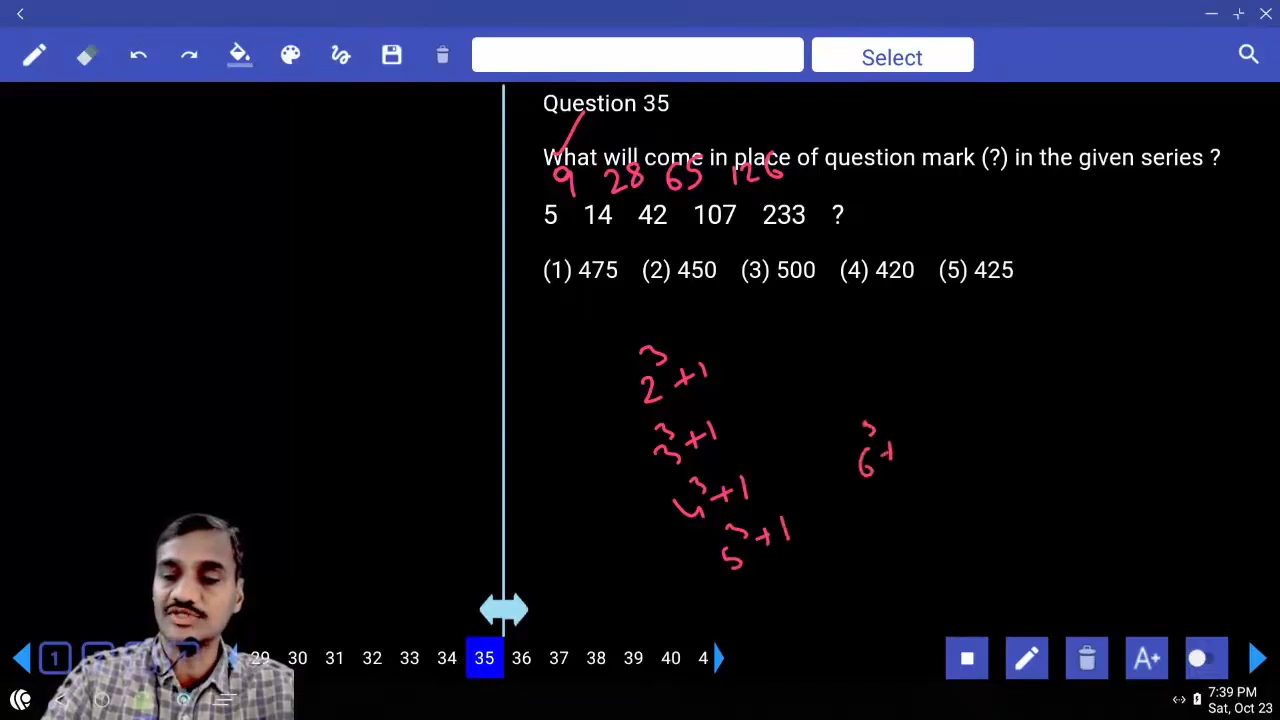 Select
Question 35
What will come in place of question mark (?) in the given series ?
9 28 65 126
5 14 42 107 233 ?
(1) 475 (2) 450 (3) 500 (4) 420 (5) 425
2³+1
3³+1
6³+
4³+1
5³+1
1
29 30 31 32 33 34 35 36 37 38 39 40 4
A+
7:39 PM
Sat, Oct 23